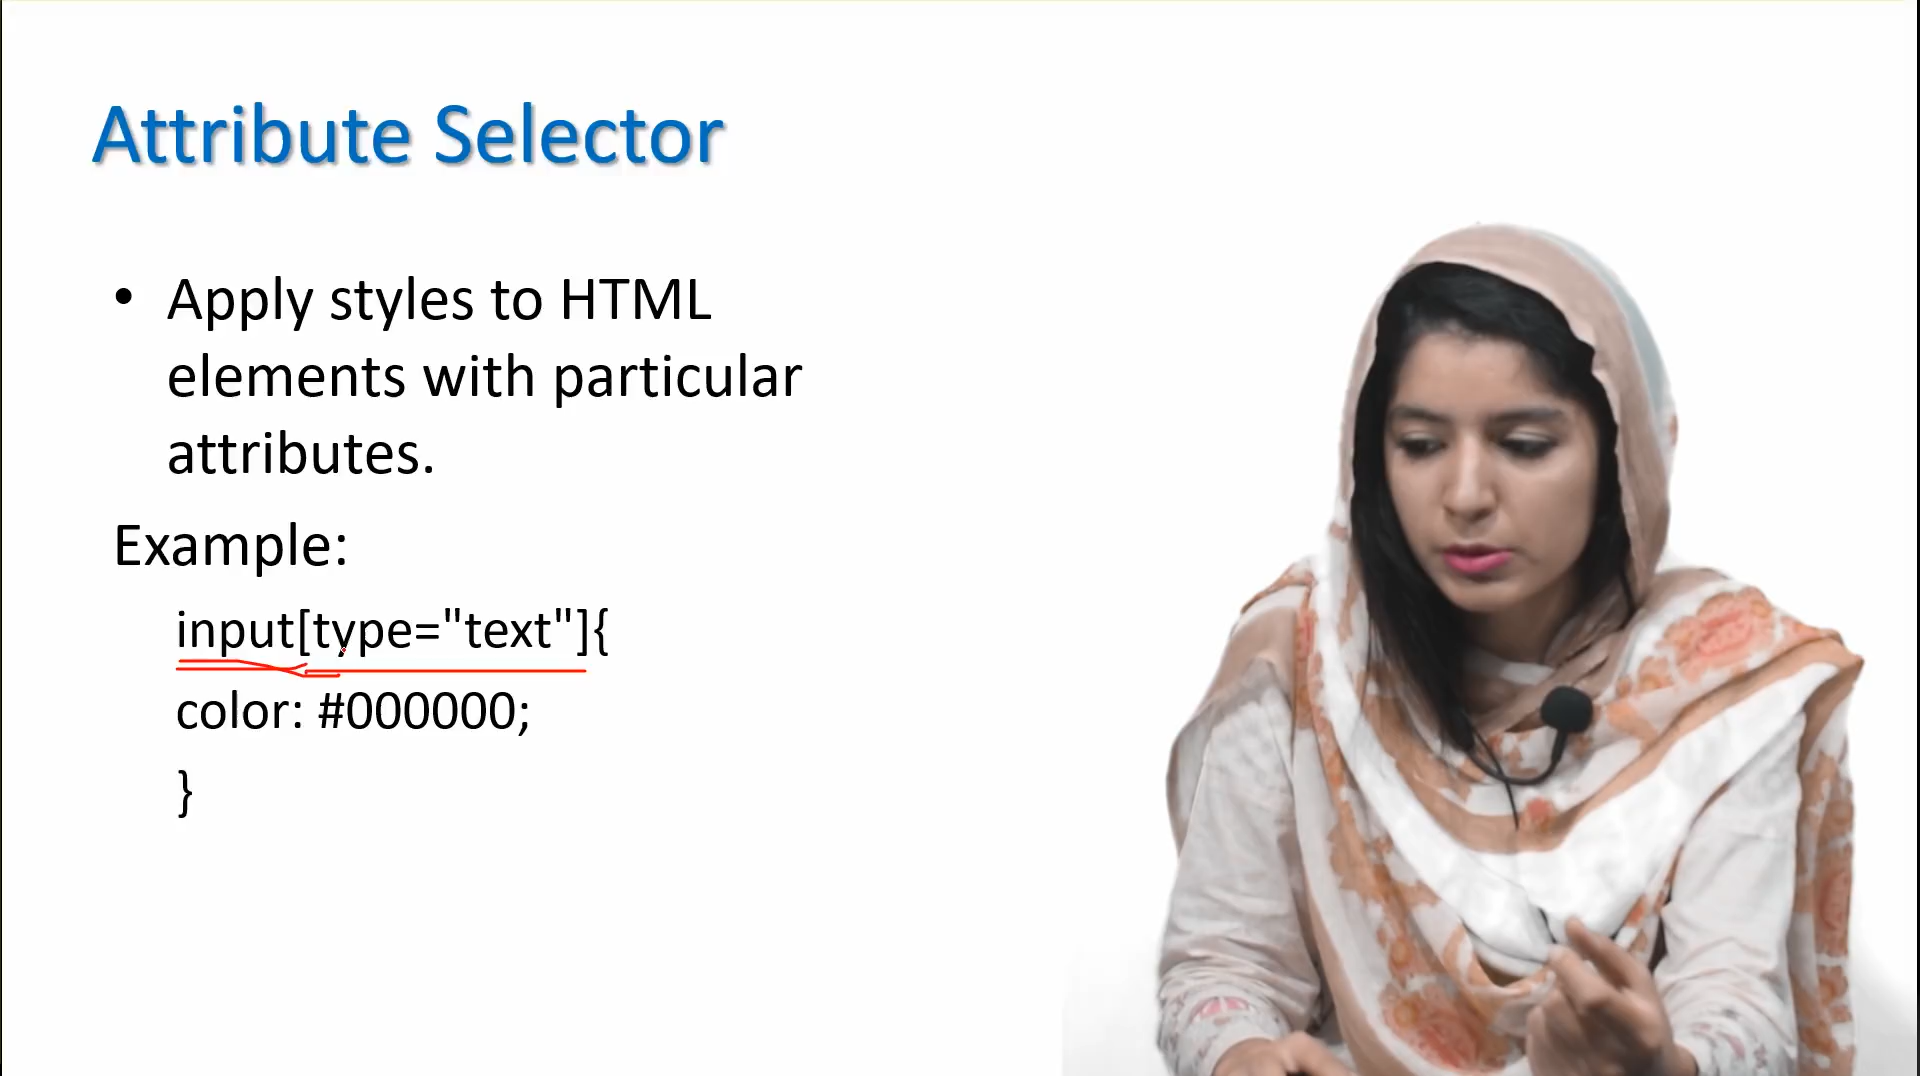 Attribute Selector
• Apply styles to HTML
elements with particular
attributes.
Example:
input[type="text"]{
color: #000000;
}